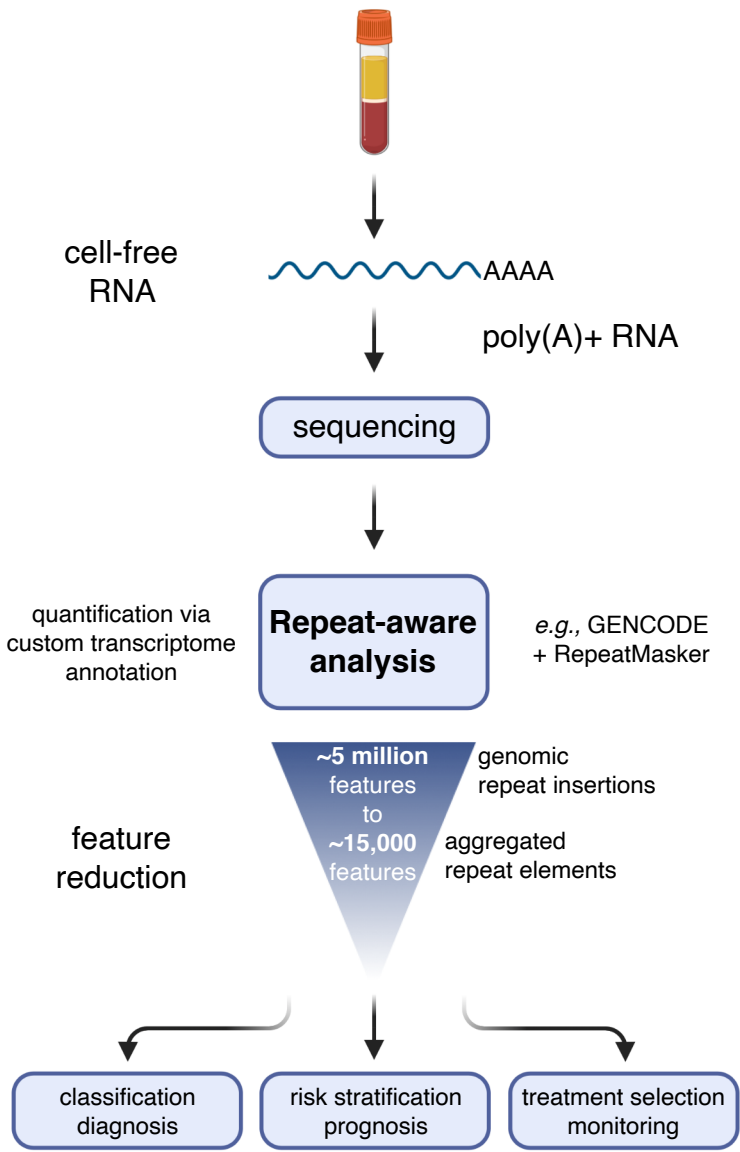 cell-free
RNA
AAAA
poly(A)+ RNA
sequencing
quantification via
custom transcriptome
annotation
Repeat-aware
analysis
e.g., GENCODE
+ RepeatMasker
~5 million
features
to
~15,000
features
genomic
repeat insertions
aggregated
repeat elements
feature
reduction
classification
diagnosis
risk stratification
prognosis
treatment selection
monitoring